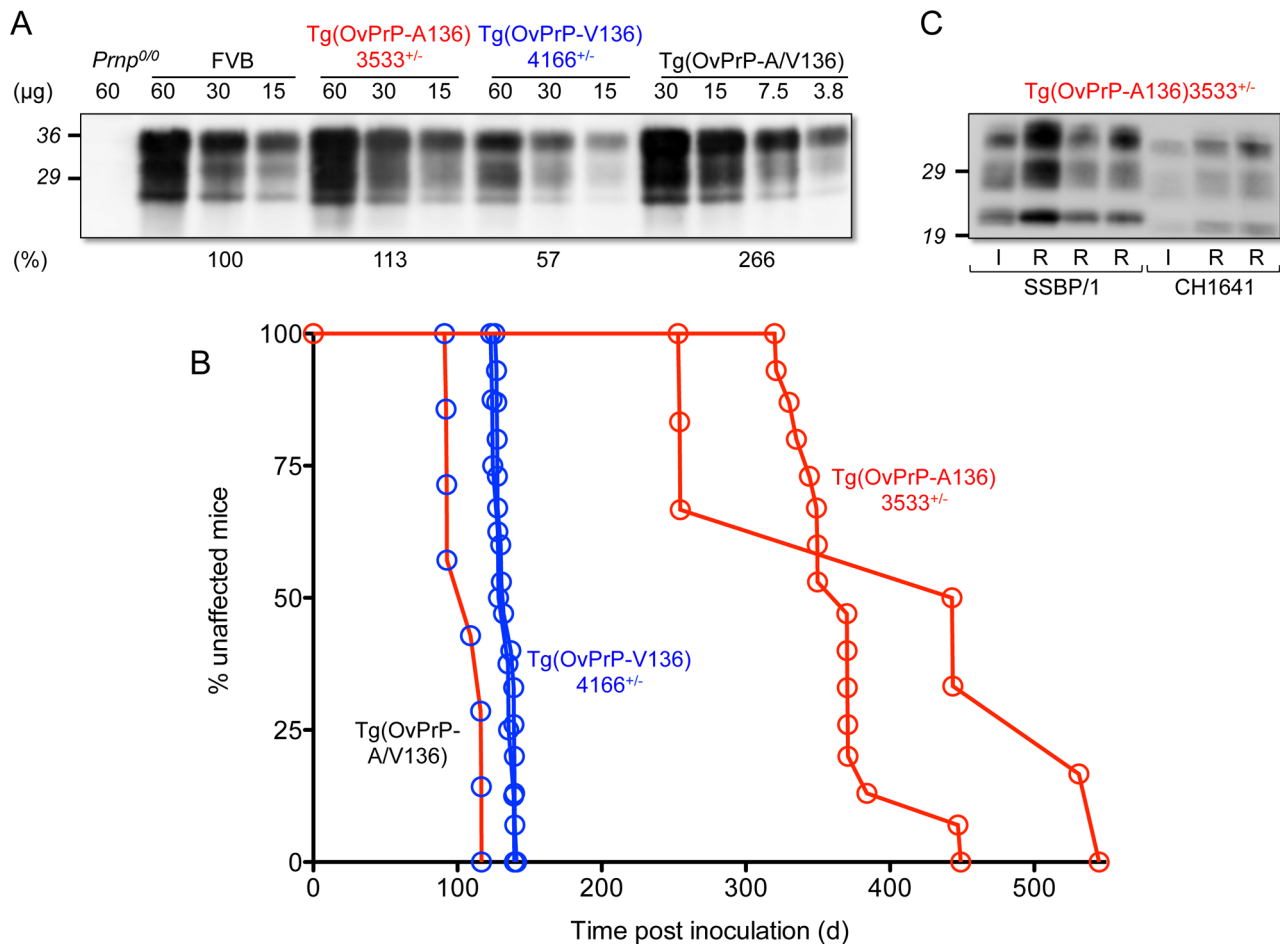 A
Prnp0/0 FVB Tg(OvPrP-A136) 3533+/- Tg(OvPrP-V136) 4166+/- Tg(OvPrP-A/V136)
(µg) 60 60 30 15 60 30 15 60 30 15 30 15 7.5 3.8
36
29
(%) 100 113 57 266
C
Tg(OvPrP-A136)3533+/-
29
19
I R R R I R R
SSBP/1 CH1641
B
100
75
50
25
0
% unaffected mice
Tg(OvPrP-A136)
3533+/-
Tg(OvPrP-V136)
4166+/-
Tg(OvPrP-
A/V136)
0 100 200 300 400 500
Time post inoculation (d)